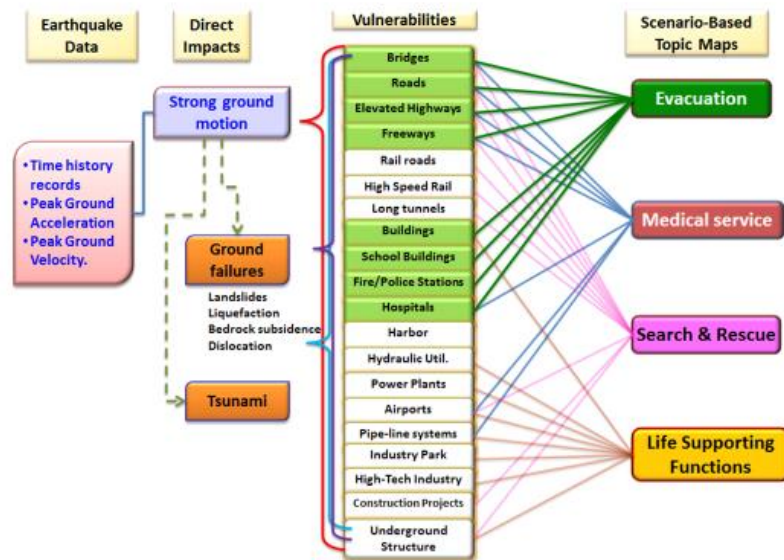 Earthquake
Data
Direct
Impacts
Vulnerabilities
Scenario-Based
Topic Maps
Strong ground
motion
• Time history
records
• Peak Ground
Acceleration
• Peak Ground
Velocity.
Ground
failures
Landslides
Liquefaction
Bedrock subsidence
Dislocation
Tsunami
Bridges
Roads
Elevated Highways
Freeways
Rail roads
High Speed Rail
Long tunnels
Buildings
School Buildings
Fire/Police Stations
Hospitals
Harbor
Hydraulic Util.
Power Plants
Airports
Pipe-line systems
Industry Park
High-Tech Industry
Construction Projects
Underground
Structure
Evacuation
Medical service
Search & Rescue
Life Supporting
Functions